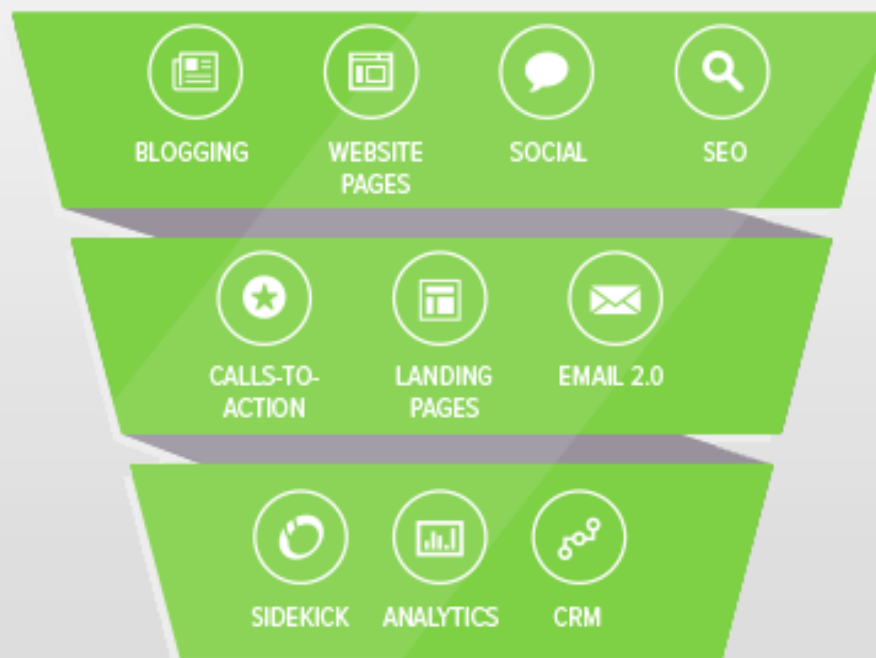 BLOGGING
WEBSITE
PAGES
SOCIAL
SEO
CALLS-TO-
ACTION
LANDING
PAGES
EMAIL 2.0
SIDEKICK
ANALYTICS
CRM